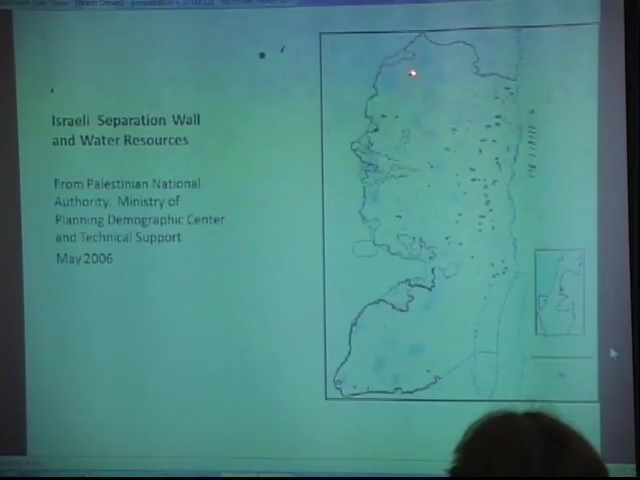 Israeli Separation Wall
and Water Resources
From Palestinian National
Authority. Ministry of
Planning Demographic Center
and Technical Support
May 2006